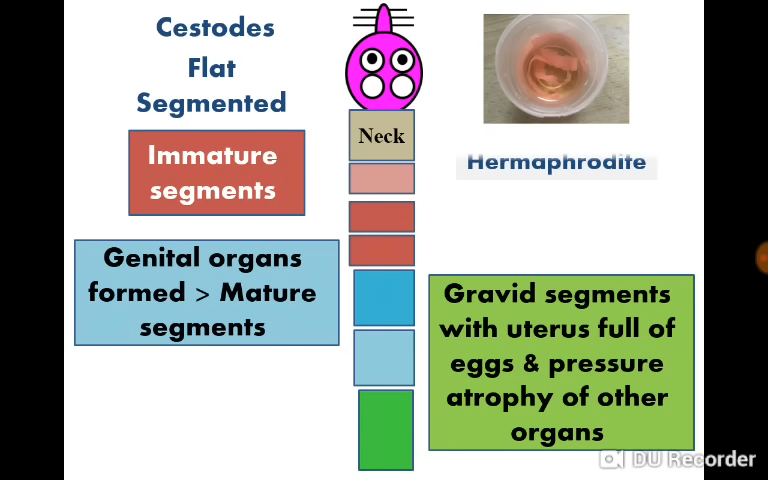 Cestodes
Flat
Segmented
Neck
Immature
segments
Hermaphrodite
Genital organs
formed > Mature
segments
Gravid segments
with uterus full of
eggs & pressure
atrophy of other
organs
DU Recorder